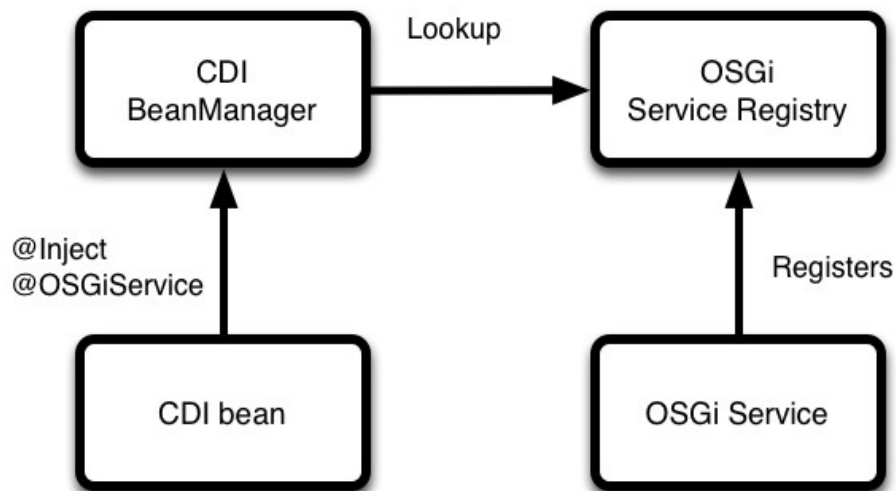 Lookup
CDI
BeanManager
OSGi
Service Registry
@Inject
@OSGiService
Registers
CDI bean
OSGi Service